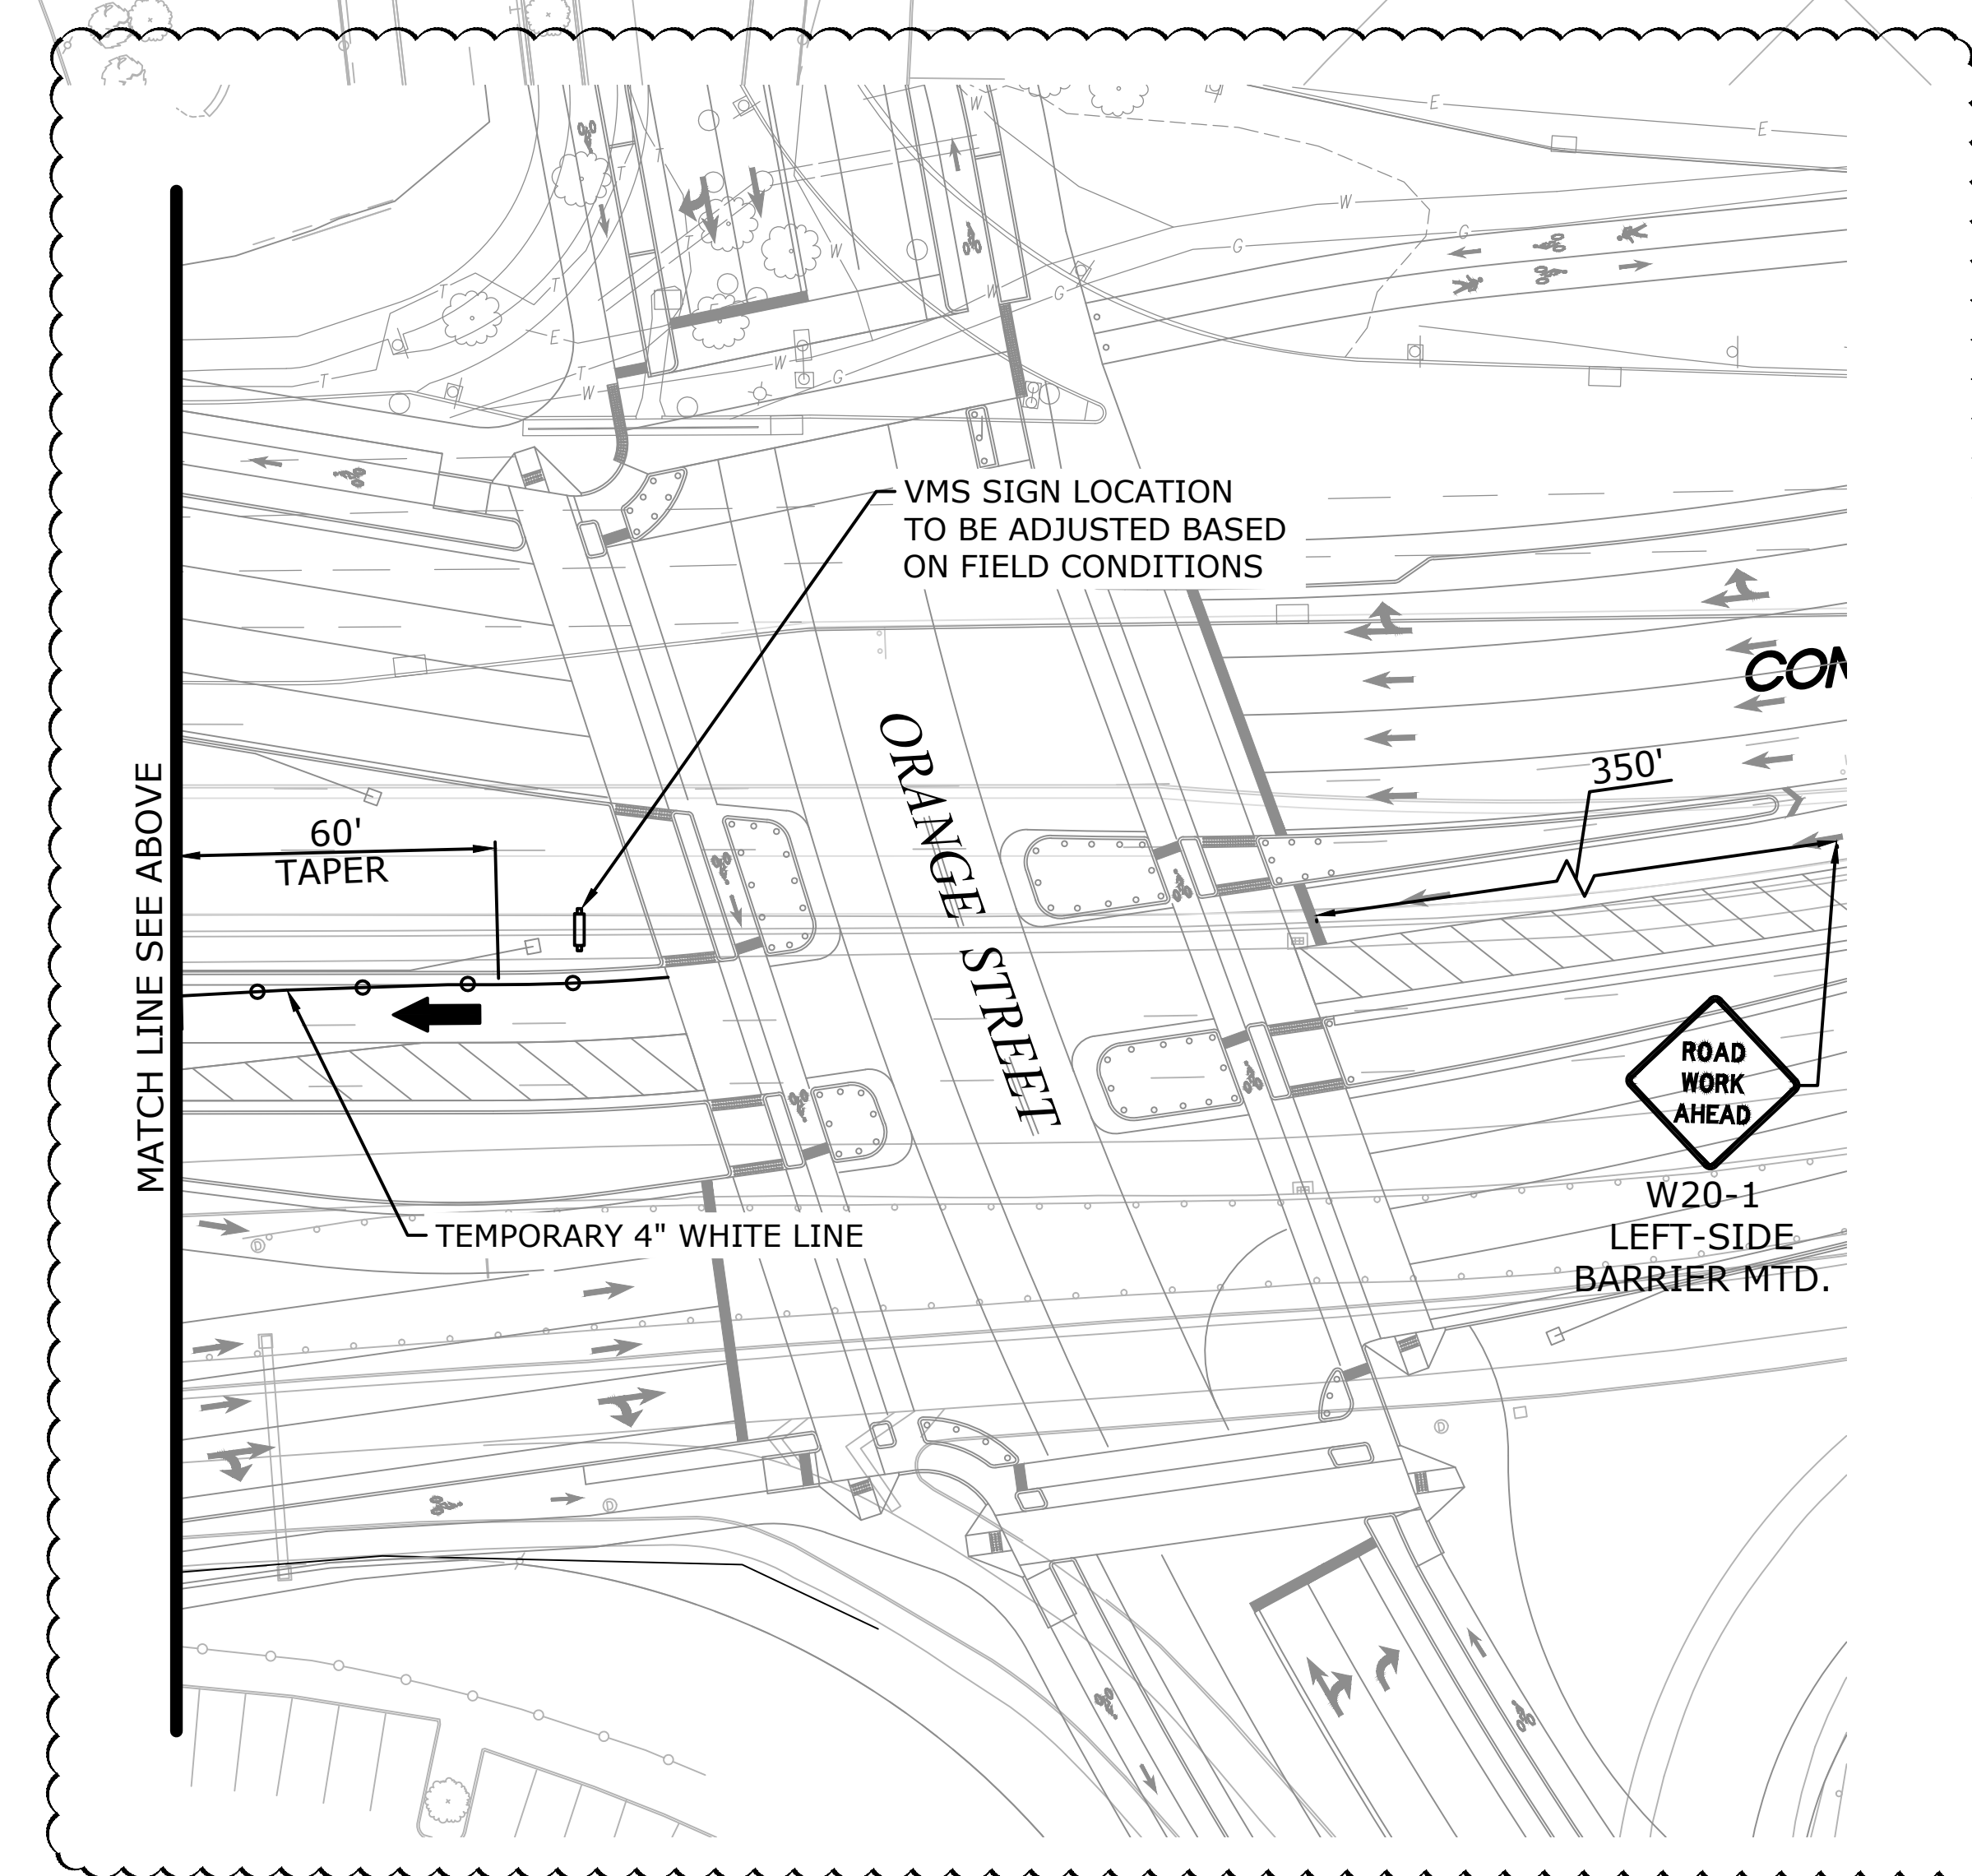 VMS SIGN LOCATION
TO BE ADJUSTED BASED
ON FIELD CONDITIONS
ORANGE STREET
CON
350'
60'
TAPER
MATCH LINE SEE ABOVE
TEMPORARY 4" WHITE LINE
ROAD
WORK
AHEAD
W20-1
LEFT-SIDE
BARRIER MTD.
E
E
W
W
G
G
T
T
T
W
W
G
T
T
E
T
W
T
W
G
D
D
D